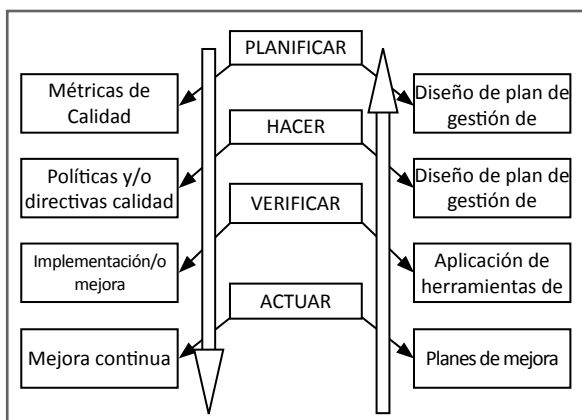 PLANIFICAR
Métricas de
Calidad
Diseño de plan de
gestión de
HACER
Políticas y/o
directivas calidad
Diseño de plan de
gestión de
VERIFICAR
Implementación/o
mejora
Aplicación de
herramientas de
ACTUAR
Mejora continua
Planes de mejora